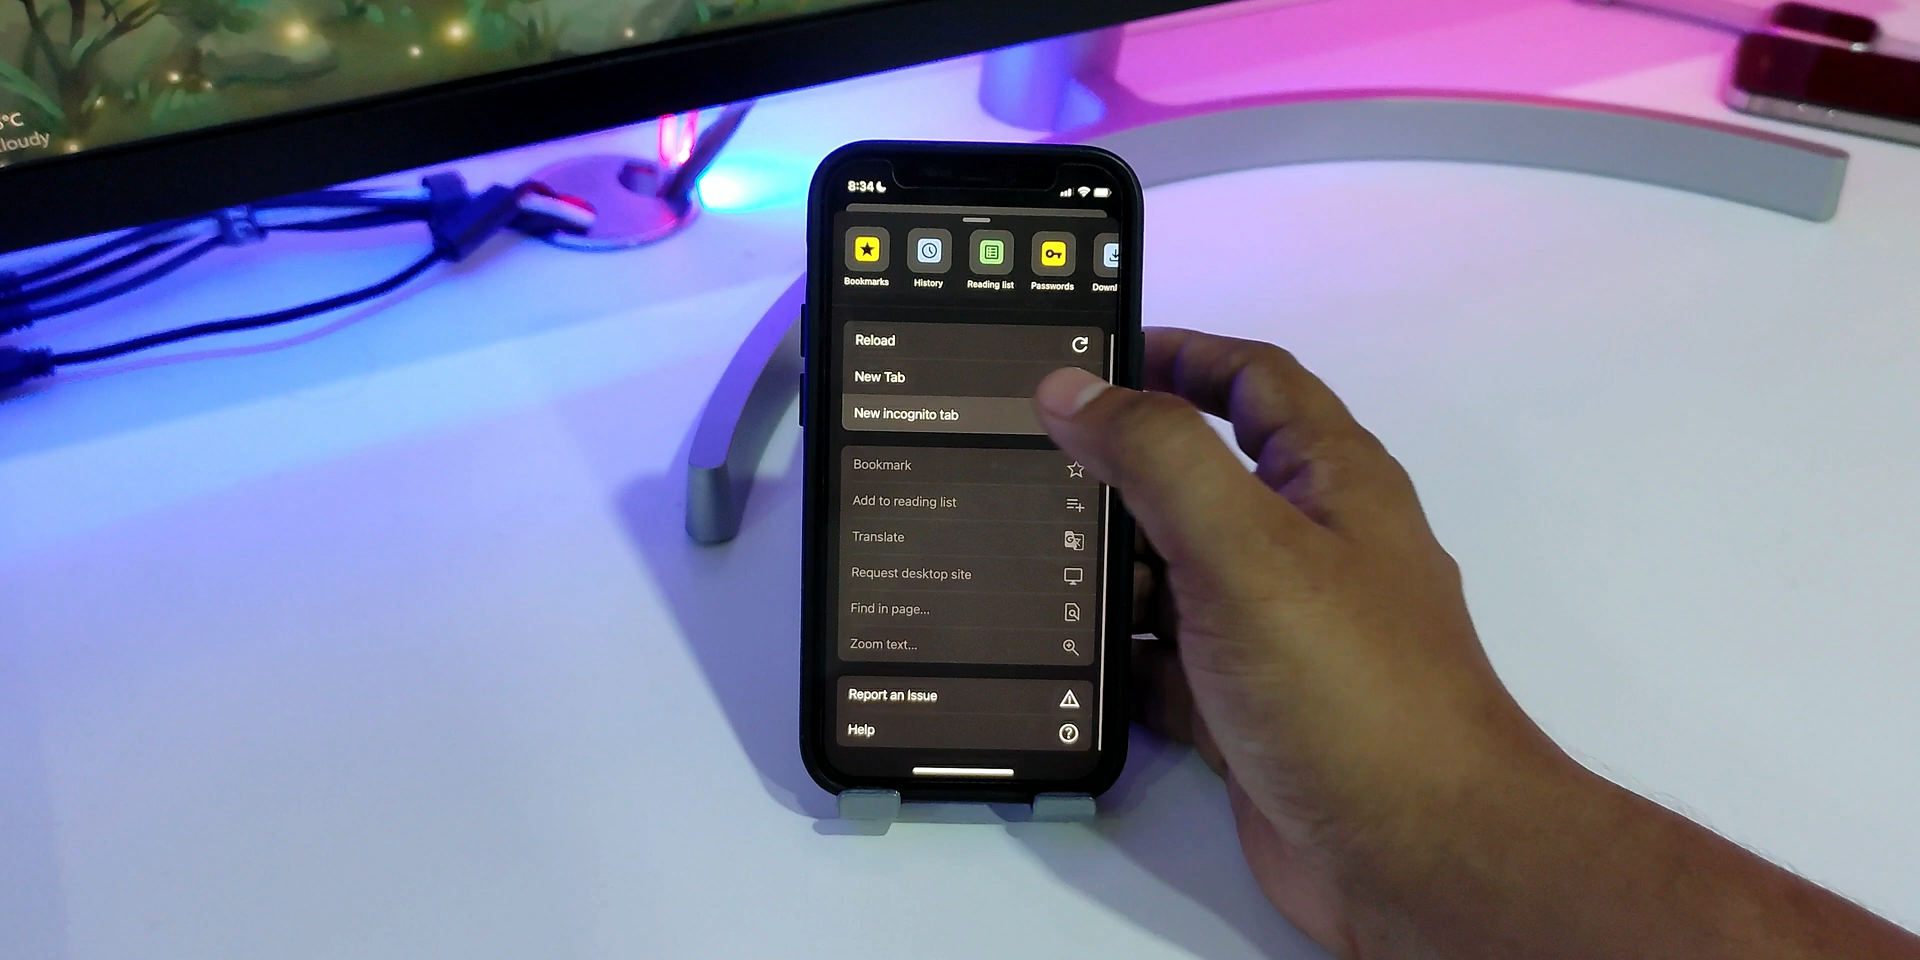 °C
cloudy
8:34
Bookmarks
History
Reading list
Passwords
Downl
Reload
New Tab
New incognito tab
Bookmark
Add to reading list
Translate
Request desktop site
Find in page...
Zoom text...
Report an Issue
Help